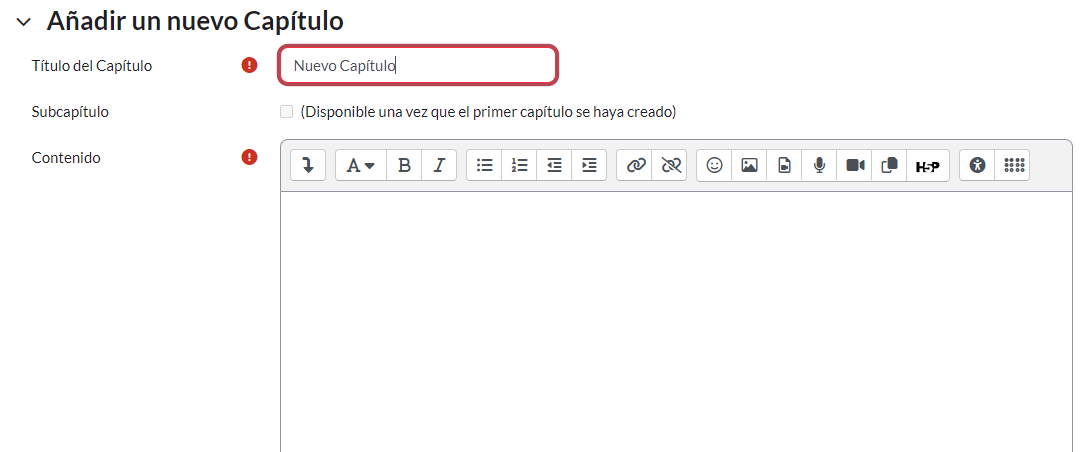 Añadir un nuevo Capítulo
Título del Capítulo
Nuevo Capítulo
Subcapítulo
(Disponible una vez que el primer capítulo se haya creado)
Contenido
A B I H5P